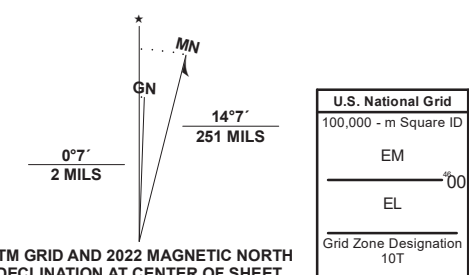 ★
MN
GN
14°7´
251 MILS
0°7´
2 MILS
TM GRID AND 2022 MAGNETIC NORTH
DECLINATION AT CENTER OF SHEET
U.S. National Grid
100,000 - m Square ID
EM
4600
EL
Grid Zone Designation
10T